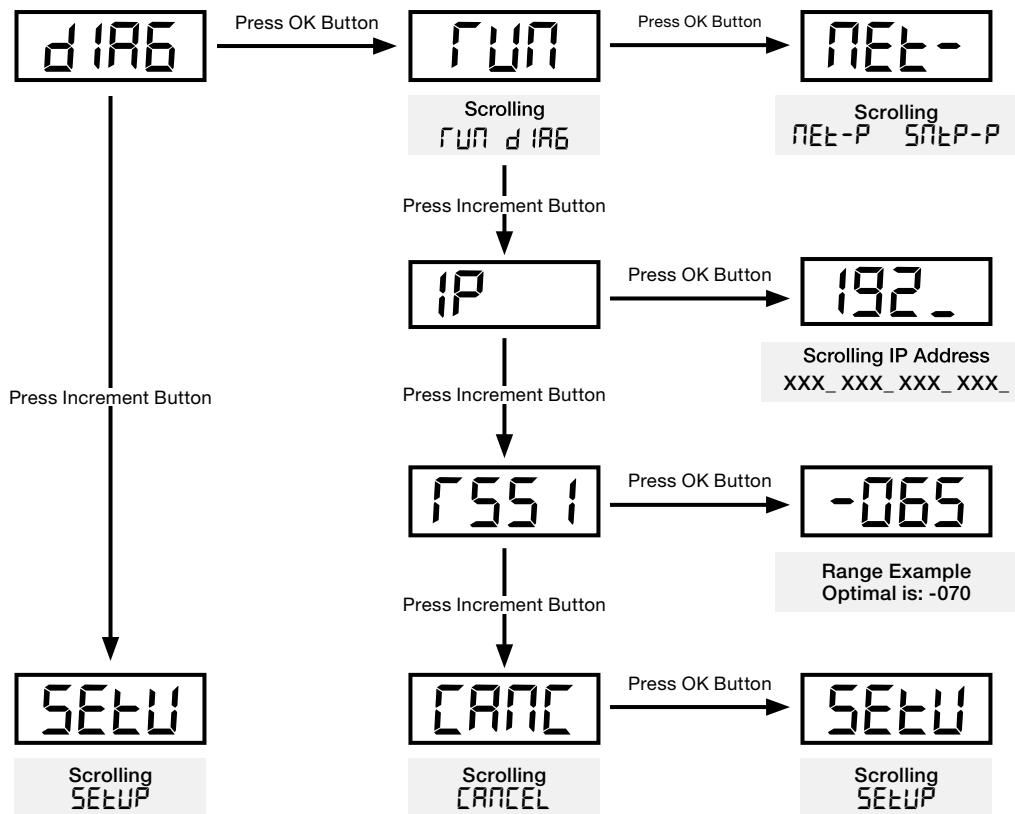 dIAG
Press OK Button
rUn
Press OK Button
nEt-
Scrolling
rUn dIAG
Scrolling
nEt-P SntP-P
Press Increment Button
IP
Press OK Button
192_
Scrolling IP Address
XXX_ XXX_ XXX_ XXX_
Press Increment Button
Press Increment Button
rSSI
Press OK Button
-065
Range Example
Optimal is: -070
Press Increment Button
SEtU
CAnC
Press OK Button
SEtU
Scrolling
SEtUP
Scrolling
CAnCEL
Scrolling
SEtUP